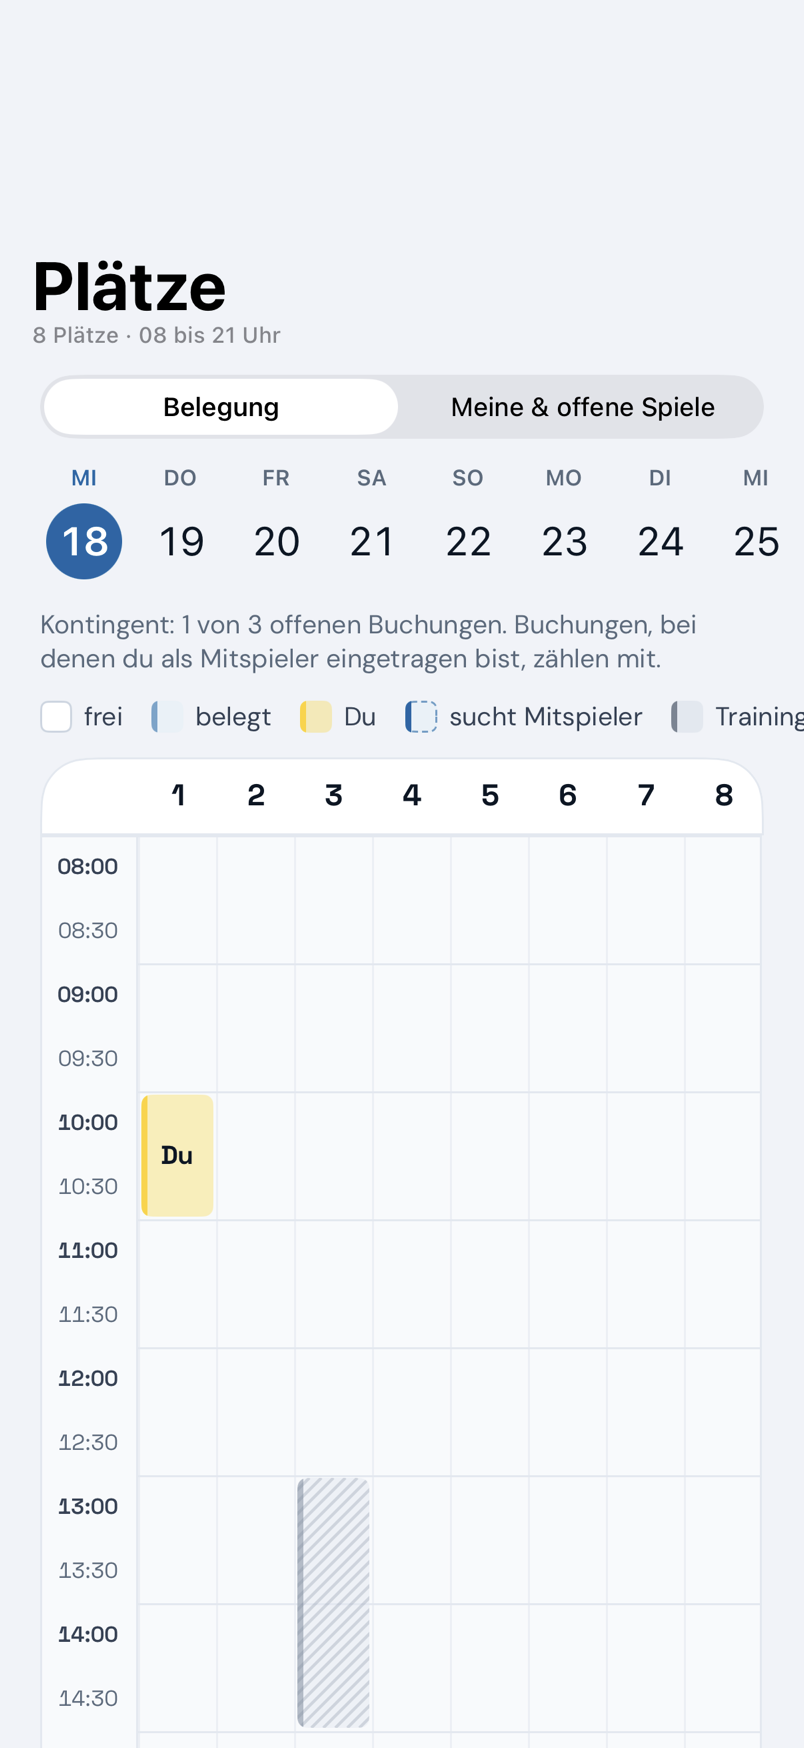 Plätze
8 Plätze · 08 bis 21 Uhr
Belegung Meine & offene Spiele
MI DO FR SA SO MO DI MI
18 19 20 21 22 23 24 25
Kontingent: 1 von 3 offenen Buchungen. Buchungen, bei
denen du als Mitspieler eingetragen bist, zählen mit.
frei belegt Du sucht Mitspieler Training
1 2 3 4 5 6 7 8
08:00
08:30
09:00
09:30
10:00
Du
10:30
11:00
11:30
12:00
12:30
13:00
13:30
14:00
14:30